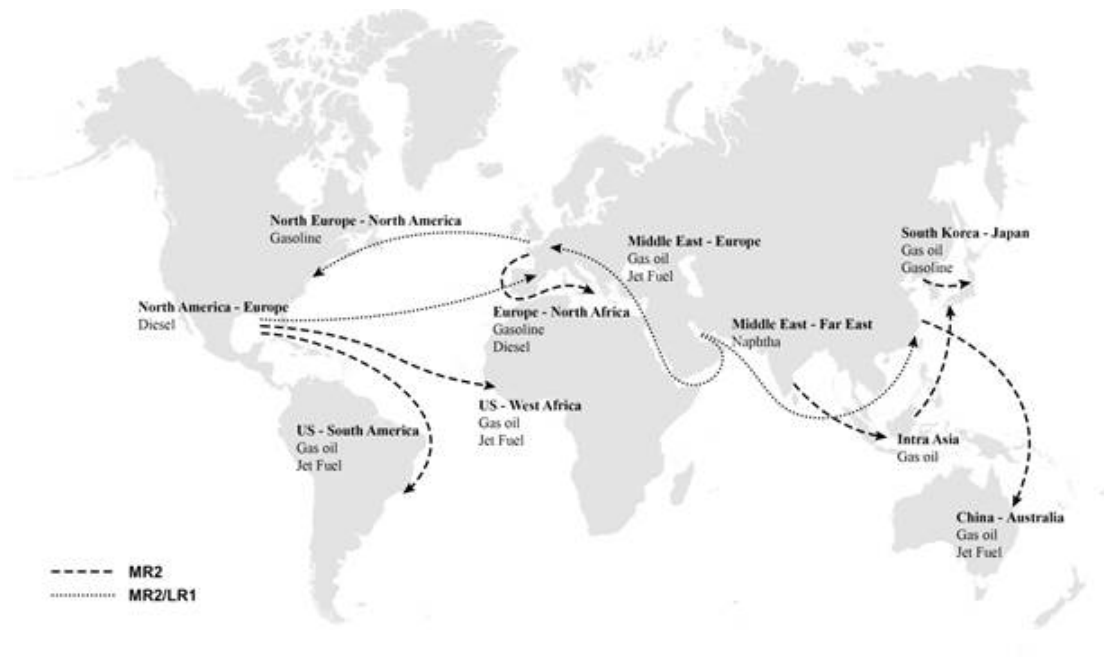 North Europe - North America
Gasoline
South Korea - Japan
Gas oil
Gasoline
Middle East - Europe
Gas oil
Jet Fuel
North America - Europe
Diesel
Europe - North Africa
Gasoline
Diesel
Middle East - Far East
Naphtha
US - West Africa
Gas oil
Jet Fuel
US - South America
Gas oil
Jet Fuel
Intra Asia
Gas oil
China - Australia
Gas oil
Jet Fuel
MR2
MR2/LR1